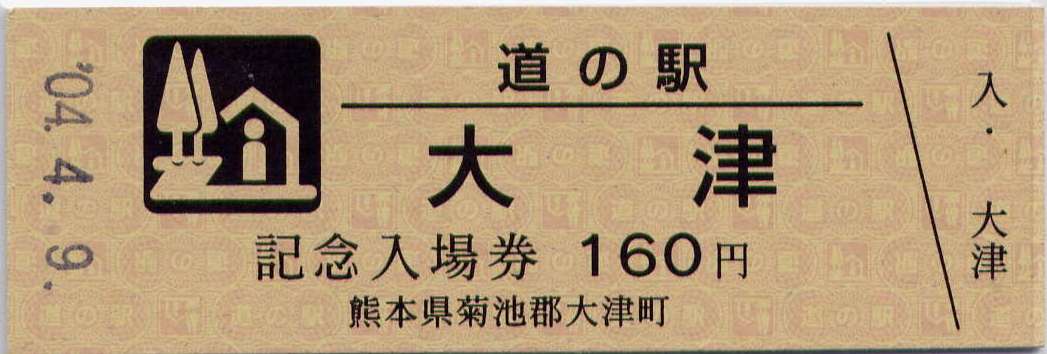 '04.4.9.
道の駅
大津
記念入場券 160円
熊本県菊池郡大津町
入・大津